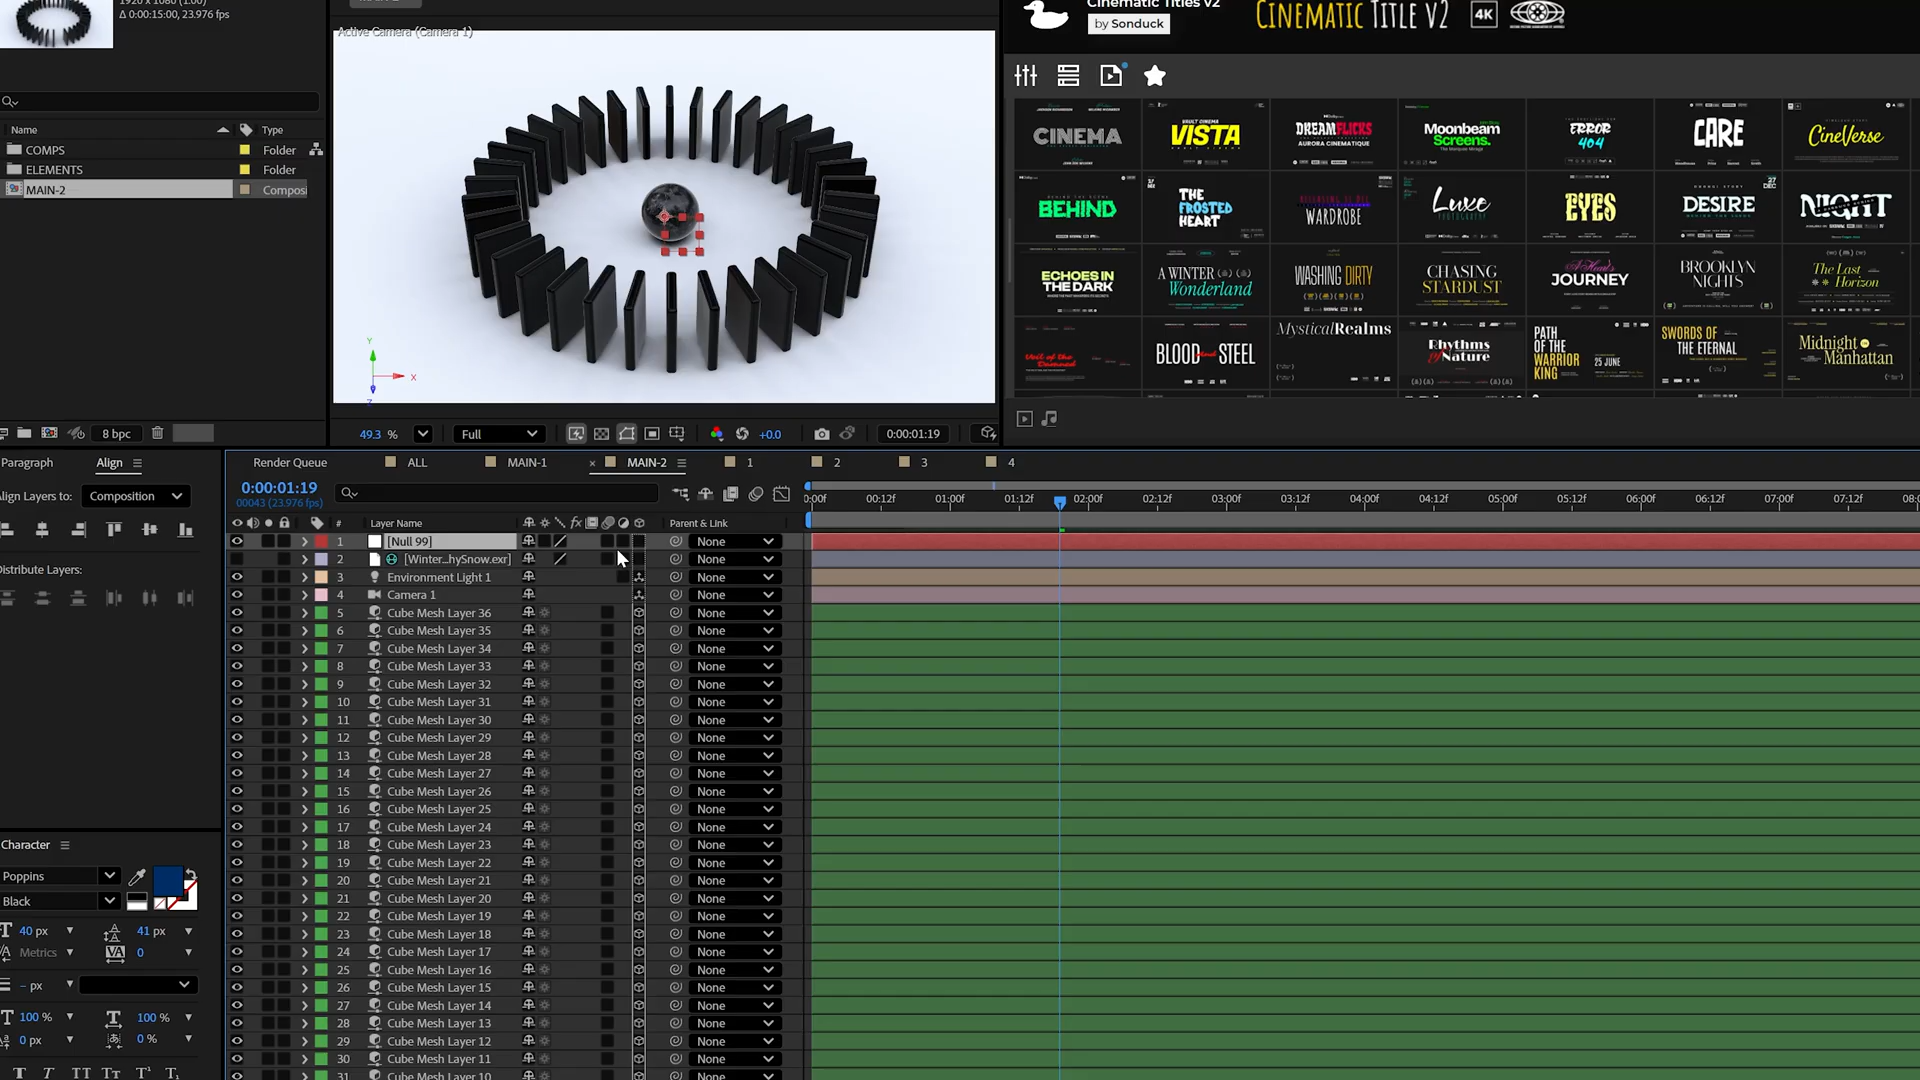 1920 x 1080 (1.00)
Δ 0:00:15:00, 23.976 fps
Name
Type
COMPS
Folder
ELEMENTS
Folder
MAIN-2
Composi
8 bpc
Active Camera (Camera 1)
Y
X
Z
49.3 %
Full
+0.0
0:00:01:19
Cinematic Titles v2
by Sonduck
CINEMATIC TITLE V2
4K
CINEMA
VISTA
DREAMFLICKS
AURORA CINEMATIQUE
Moonbeam
Screens.
ERROR
404
CARE
CineVerse
BEHIND
THE
FROSTED
HEART
WARDROBE
Luxe
EYES
DESIRE
27
DEC
NIGHT
ECHOES IN
THE DARK
A WINTER
Wonderland
WASHING DIRTY
CHASING
STARDUST
JOURNEY
BROOKLYN
NIGHTS
The Last
Horizon
BLOOD and STEEL
Mystical Realms
Rhythms
of Nature
PATH
OF THE
WARRIOR
KING
25 JUNE
SWORDS OF
THE ETERNAL
Midnight
Manhattan
Paragraph
Align
Align Layers to:
Composition
Distribute Layers:
Character
Poppins
Black
40 px
41 px
Metrics
0
– px
100 %
100 %
0 px
0 %
Render Queue
ALL
MAIN-1
× MAIN-2
1
2
3
4
0:00:01:19
00043 (23.976 fps)
:00f 00:12f 01:00f 01:12f 02:00f 02:12f 03:00f 03:12f 04:00f 04:12f 05:00f 05:12f 06:00f 06:12f 07:00f 07:12f 08:0
# Layer Name
Parent & Link
1 [Null 99] None
2 [Winter...hySnow.exr] None
3 Environment Light 1 None
4 Camera 1 None
5 Cube Mesh Layer 36 None
6 Cube Mesh Layer 35 None
7 Cube Mesh Layer 34 None
8 Cube Mesh Layer 33 None
9 Cube Mesh Layer 32 None
10 Cube Mesh Layer 31 None
11 Cube Mesh Layer 30 None
12 Cube Mesh Layer 29 None
13 Cube Mesh Layer 28 None
14 Cube Mesh Layer 27 None
15 Cube Mesh Layer 26 None
16 Cube Mesh Layer 25 None
17 Cube Mesh Layer 24 None
18 Cube Mesh Layer 23 None
19 Cube Mesh Layer 22 None
20 Cube Mesh Layer 21 None
21 Cube Mesh Layer 20 None
22 Cube Mesh Layer 19 None
23 Cube Mesh Layer 18 None
24 Cube Mesh Layer 17 None
25 Cube Mesh Layer 16 None
26 Cube Mesh Layer 15 None
27 Cube Mesh Layer 14 None
28 Cube Mesh Layer 13 None
29 Cube Mesh Layer 12 None
30 Cube Mesh Layer 11 None
31 Cube Mesh Layer 10 None